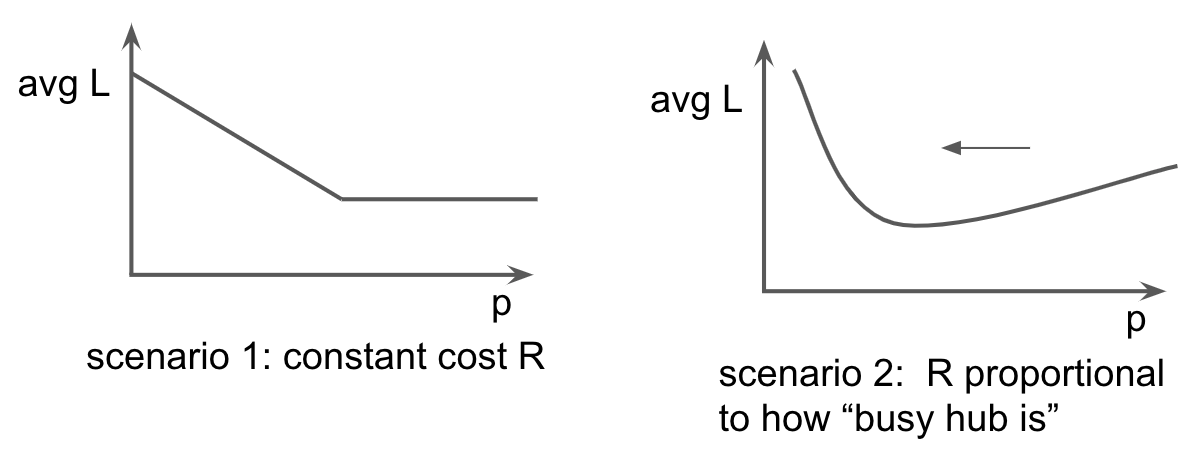 avg L
p
scenario 1: constant cost R
avg L
p
scenario 2:  R proportional
to how “busy hub is”